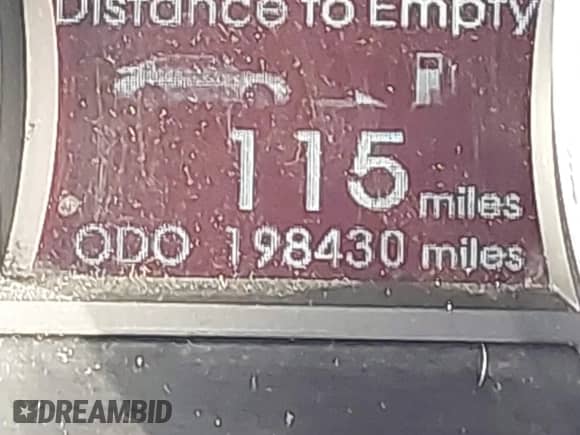 Distance to Empty
115 miles
ODO 198430 miles
DREAMBID